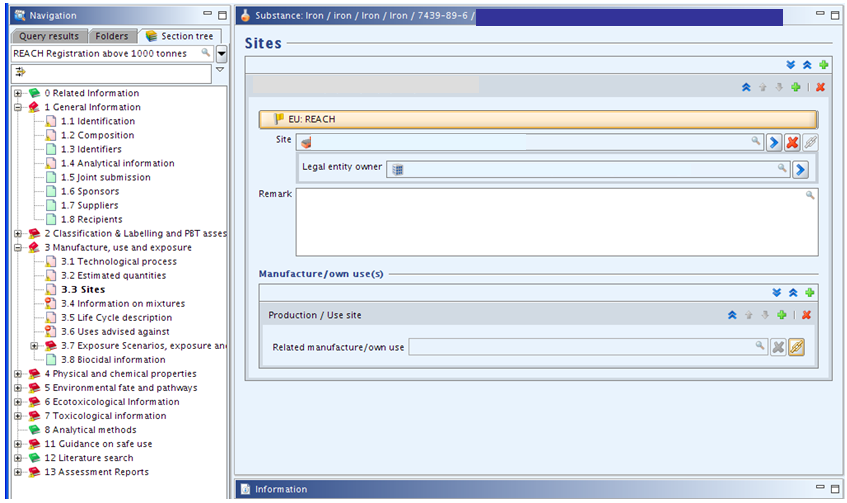 Navigation
Query results
Folders
Section tree
REACH Registration above 1000 tonnes
0 Related Information
1 General Information
1.1 Identification
1.2 Composition
1.3 Identifiers
1.4 Analytical information
1.5 Joint submission
1.6 Sponsors
1.7 Suppliers
1.8 Recipients
2 Classification & Labelling and PBT asses
3 Manufacture, use and exposure
3.1 Technological process
3.2 Estimated quantities
3.3 Sites
3.4 Information on mixtures
3.5 Life Cycle description
3.6 Uses advised against
3.7 Exposure Scenarios, exposure an
3.8 Biocidal information
4 Physical and chemical properties
5 Environmental fate and pathways
6 Ecotoxicological Information
7 Toxicological information
8 Analytical methods
11 Guidance on safe use
12 Literature search
13 Assessment Reports
Substance: Iron / iron / Iron / Iron / 7439-89-6 /
Sites
EU: REACH
Site
Legal entity owner
Remark
Manufacture/own use(s)
Production / Use site
Related manufacture/own use
Information